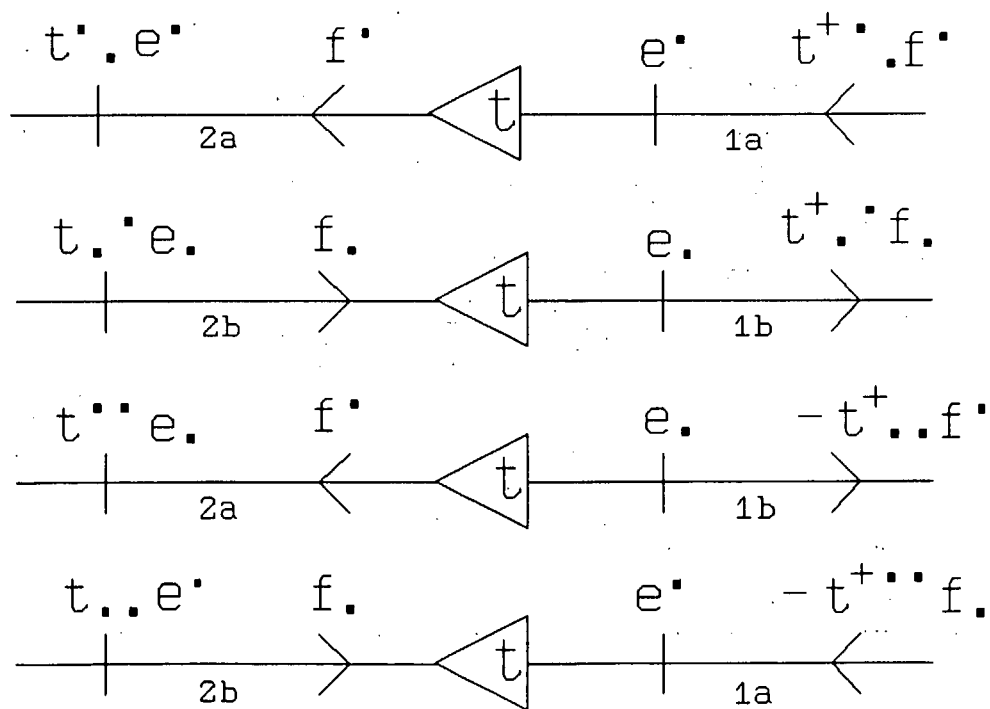 t˙. e˙ f˙ e˙ t⁺˙. f˙
t
2a 1a
t.˙ e. f. e. t⁺.˙ f.
t
2b 1b
t˙˙ e. f˙ e. − t⁺.. f˙
t
2a 1b
t.. e˙ f. e˙ − t⁺˙˙ f.
t
2b 1a